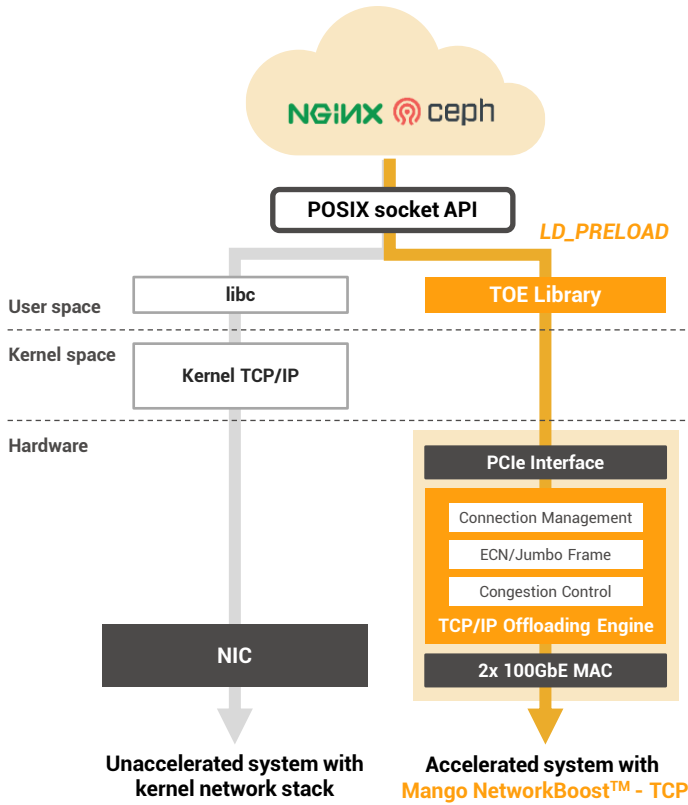 NGINX ceph
POSIX socket API
LD_PRELOAD
libc
TOE Library
User space
Kernel space
Kernel TCP/IP
Hardware
PCIe Interface
Connection Management
ECN/Jumbo Frame
Congestion Control
TCP/IP Offloading Engine
NIC
2x 100GbE MAC
Unaccelerated system with
kernel network stack
Accelerated system with
Mango NetworkBoost™ - TCP